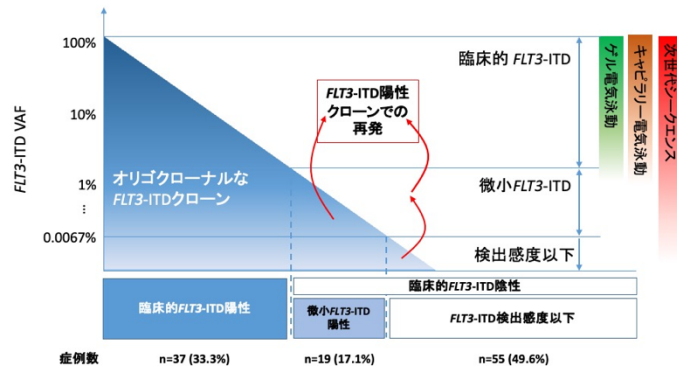 100%
10%
1%
⋮
0.0067%
FLT3-ITD VAF
臨床的 FLT3-ITD
FLT3-ITD陽性
クローンでの
再発
オリゴクローナルな
FLT3-ITDクローン
微小FLT3-ITD
検出感度以下
ゲル電気泳動
キャピラリー電気泳動
次世代シークエンス
臨床的FLT3-ITD陰性
臨床的FLT3-ITD陽性
微小FLT3-ITD
陽性
FLT3-ITD検出感度以下
症例数 n=37 (33.3%) n=19 (17.1%) n=55 (49.6%)